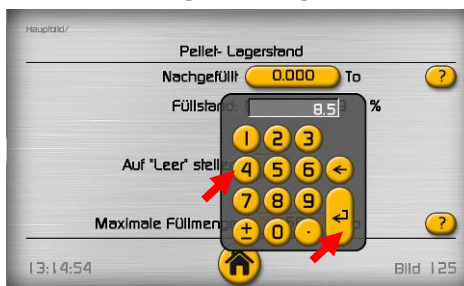 Hauptbild/
Pellet- Lagerstand
Nachgefüllt 0.000 To ?
Füllstand: %
8.5
1 2 3
Auf "Leer" stelle
4 5 6 ←
7 8 9 ↵
Maximale Füllmeng ?
± 0 .
13:14:54 Bild 125